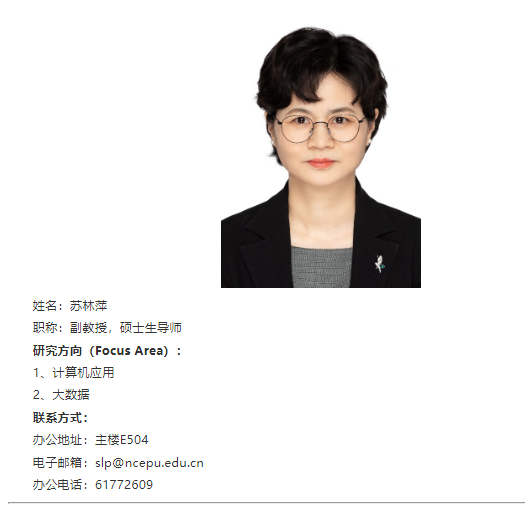 姓名：苏林萍
职称：副教授，硕士生导师
研究方向（Focus Area）：
1、计算机应用
2、大数据
联系方式：
办公地址：主楼E504
电子邮箱：slp@ncepu.edu.cn
办公电话：61772609